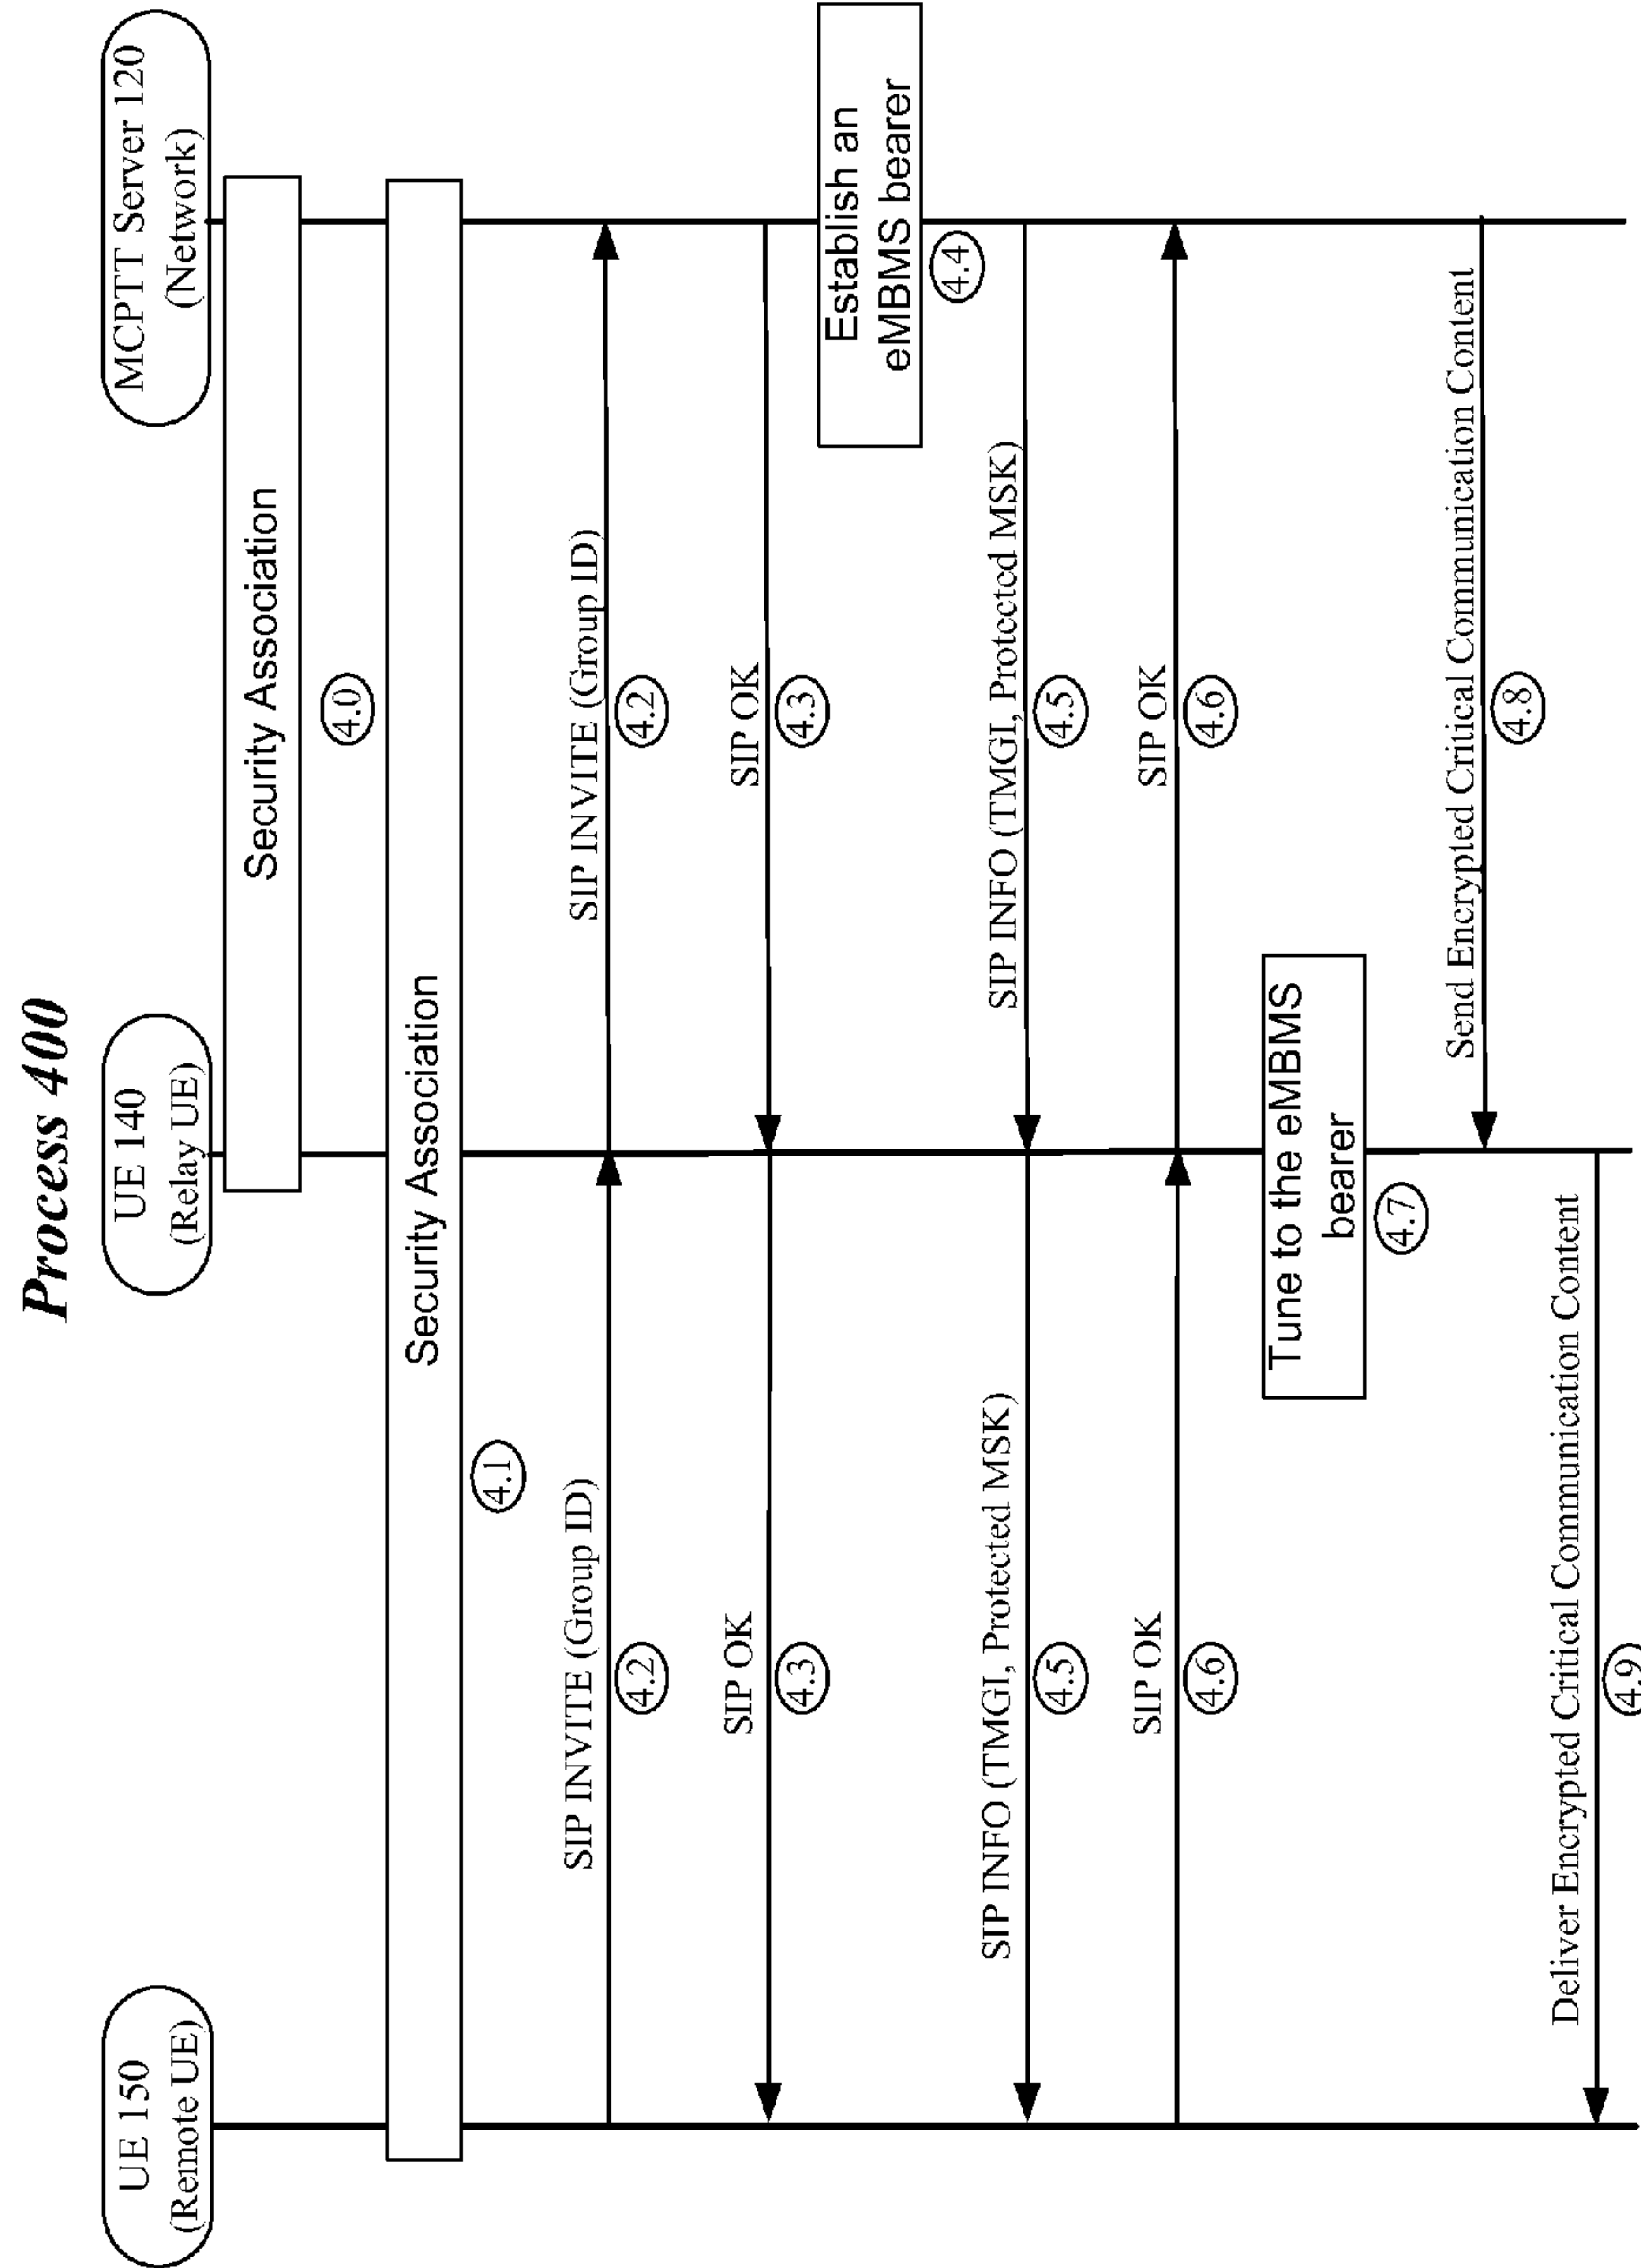 Process 400
UE 150
(Remote UE)
UE 140
(Relay UE)
MCPTT Server 120
(Network)
Security Association
4.0
Security Association
4.1
SIP INVITE (Group ID)
4.2
SIP INVITE (Group ID)
4.2
SIP OK
4.3
SIP OK
4.3
Establish an
eMBMS bearer
4.4
SIP INFO (TMGI, Protected MSK)
4.5
SIP INFO (TMGI, Protected MSK)
4.5
SIP OK
4.6
SIP OK
4.6
Tune to the eMBMS
bearer
4.7
Send Encrypted Critical Communication Content
4.8
Deliver Encrypted Critical Communication Content
4.9